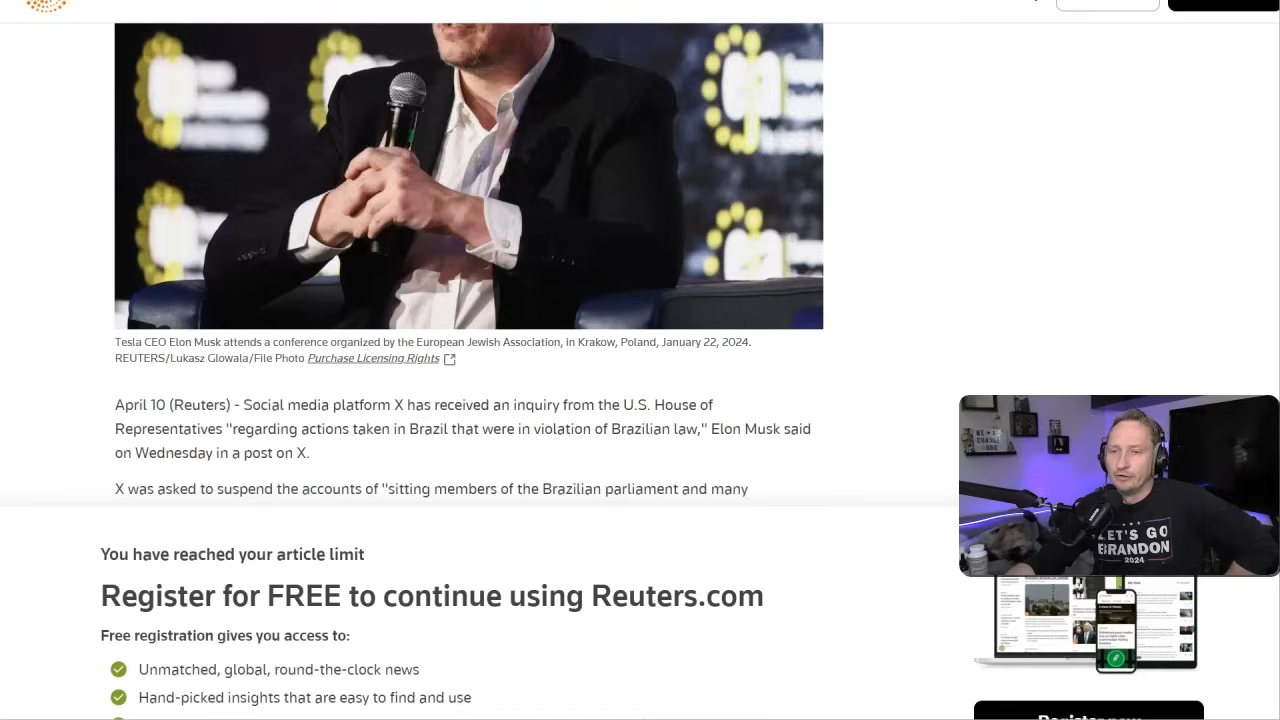 Tesla CEO Elon Musk attends a conference organized by the European Jewish Association, in Krakow, Poland, January 22, 2024.
REUTERS/Lukasz Glowala/File Photo Purchase Licensing Rights
April 10 (Reuters) - Social media platform X has received an inquiry from the U.S. House of
Representatives "regarding actions taken in Brazil that were in violation of Brazilian law," Elon Musk said
on Wednesday in a post on X.
X was asked to suspend the accounts of "sitting members of the Brazilian parliament and many
LET'S GO
BRANDON
2024
You have reached your article limit
Register for FREE to continue using Reuters.com
Free registration gives you access to:
Unmatched, global, round-the-clock news
Hand-picked insights that are easy to find and use
Register now